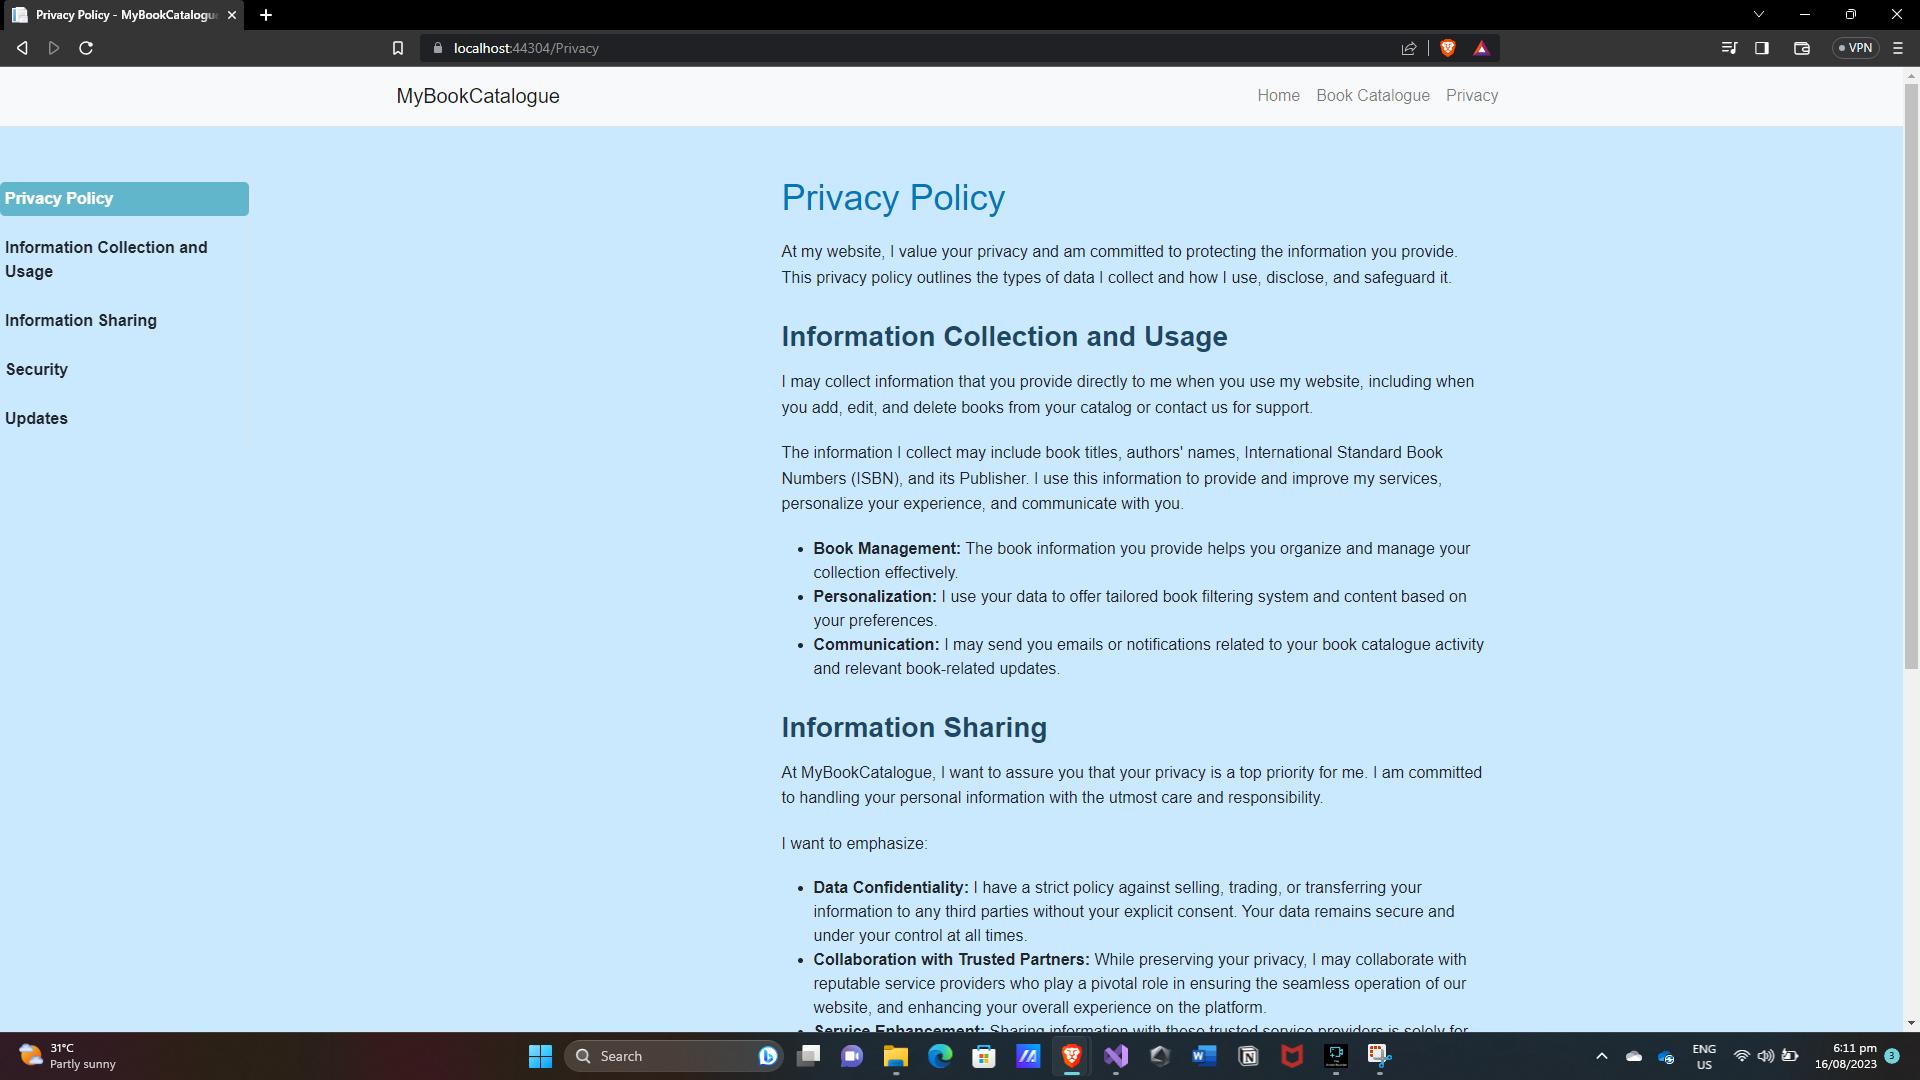 Privacy Policy - MyBookCatalogu
localhost:44304/Privacy
VPN
MyBookCatalogue
Home
Book Catalogue
Privacy
Privacy Policy
Information Collection and
Usage
Information Sharing
Security
Updates
Privacy Policy
At my website, I value your privacy and am committed to protecting the information you provide.
This privacy policy outlines the types of data I collect and how I use, disclose, and safeguard it.
Information Collection and Usage
I may collect information that you provide directly to me when you use my website, including when
you add, edit, and delete books from your catalog or contact us for support.
The information I collect may include book titles, authors' names, International Standard Book
Numbers (ISBN), and its Publisher. I use this information to provide and improve my services,
personalize your experience, and communicate with you.
• Book Management: The book information you provide helps you organize and manage your
collection effectively.
• Personalization: I use your data to offer tailored book filtering system and content based on
your preferences.
• Communication: I may send you emails or notifications related to your book catalogue activity
and relevant book-related updates.
Information Sharing
At MyBookCatalogue, I want to assure you that your privacy is a top priority for me. I am committed
to handling your personal information with the utmost care and responsibility.
I want to emphasize:
• Data Confidentiality: I have a strict policy against selling, trading, or transferring your
information to any third parties without your explicit consent. Your data remains secure and
under your control at all times.
• Collaboration with Trusted Partners: While preserving your privacy, I may collaborate with
reputable service providers who play a pivotal role in ensuring the seamless operation of our
website, and enhancing your overall experience on the platform.
• Service Enhancement: Sharing information with these trusted service providers is solely for
31°C
Partly sunny
Search
ENG
US
6:11 pm
16/08/2023
3